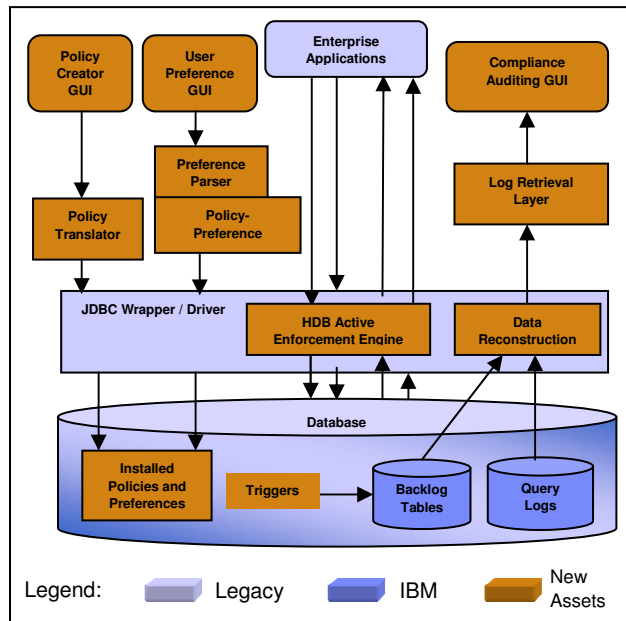 Policy
Creator
GUI
User
Preference
GUI
Enterprise
Applications
Compliance
Auditing GUI
Preference
Parser
Policy-
Preference
Policy
Translator
Log Retrieval
Layer
JDBC Wrapper / Driver
HDB Active
Enforcement Engine
Data
Reconstruction
Database
Installed
Policies and
Preferences
Triggers
Backlog
Tables
Query
Logs
Legend:
Legacy
IBM
New
Assets